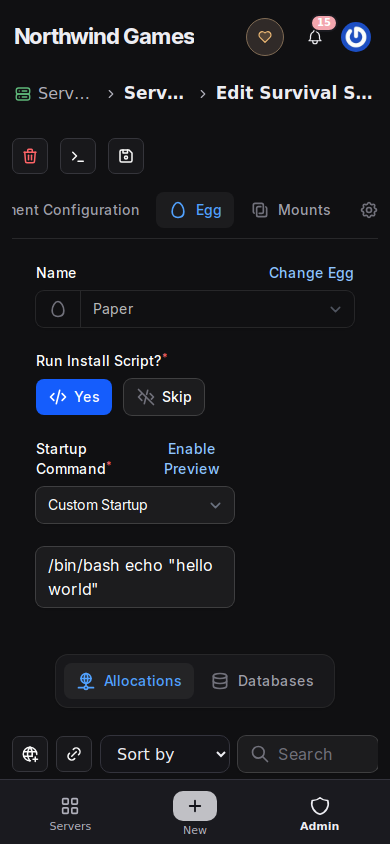 Northwind Games
15
Serv… › Serv… › Edit Survival S…
nent Configuration
Egg
Mounts
Name
Change Egg
Paper
Run Install Script?*
Yes
Skip
Startup
Command*
Enable
Preview
Custom Startup
/bin/bash echo "hello
world"
Allocations
Databases
Sort by
Search
Servers
New
Admin